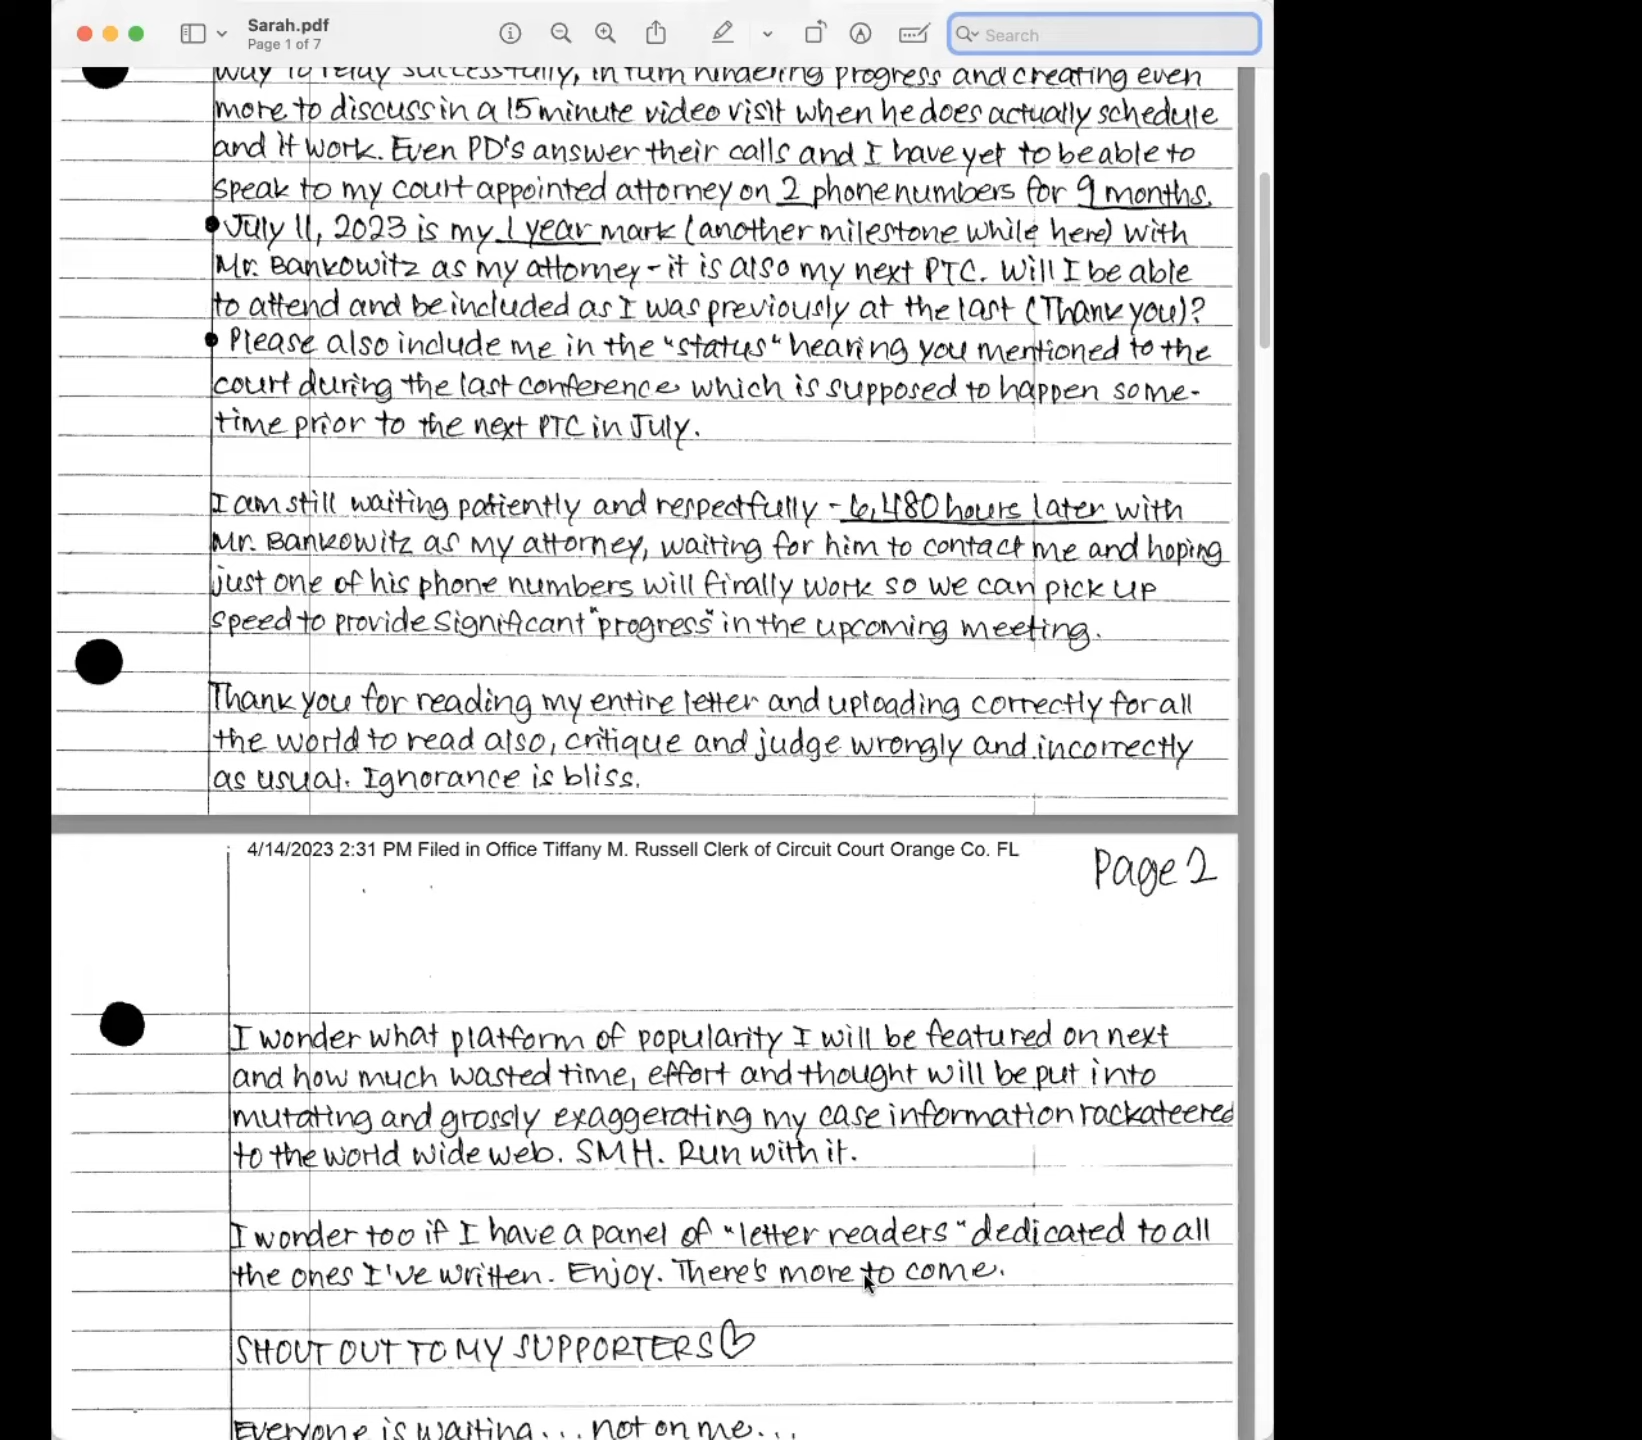 Sarah.pdf
Page 1 of 7
Search
way to relay successfully, in turn hindering progress and creating even
more to discuss in a 15 minute video visit when he does actually schedule
and it work. Even PD's answer their calls and I have yet to be able to
speak to my court appointed attorney on 2 phone numbers for 9 months.
• July 11, 2023 is my 1 year mark (another milestone while here) with
Mr. Bankowitz as my attorney - it is also my next PTC. Will I be able
to attend and be included as I was previously at the last (Thank you)?
• Please also include me in the "status" hearing you mentioned to the
court during the last conference which is supposed to happen some-
time prior to the next PTC in July.
I am still waiting patiently and respectfully - 6,480 hours later with
Mr. Bankowitz as my attorney, waiting for him to contact me and hoping
just one of his phone numbers will finally work so we can pick up
speed to provide significant "progress" in the upcoming meeting.
Thank you for reading my entire letter and uploading correctly for all
the world to read also, critique and judge wrongly and incorrectly
as usual. Ignorance is bliss.
4/14/2023 2:31 PM Filed in Office Tiffany M. Russell Clerk of Circuit Court Orange Co. FL
Page 2
I wonder what platform of popularity I will be featured on next
and how much wasted time, effort and thought will be put into
mutating and grossly exaggerating my case information rackateered
to the world wide web. SMH. Run with it.
I wonder too if I have a panel of "letter readers" dedicated to all
the ones I've written. Enjoy. There's more to come.
SHOUT OUT TO MY SUPPORTERS♡
Everyone is waiting... not on me...